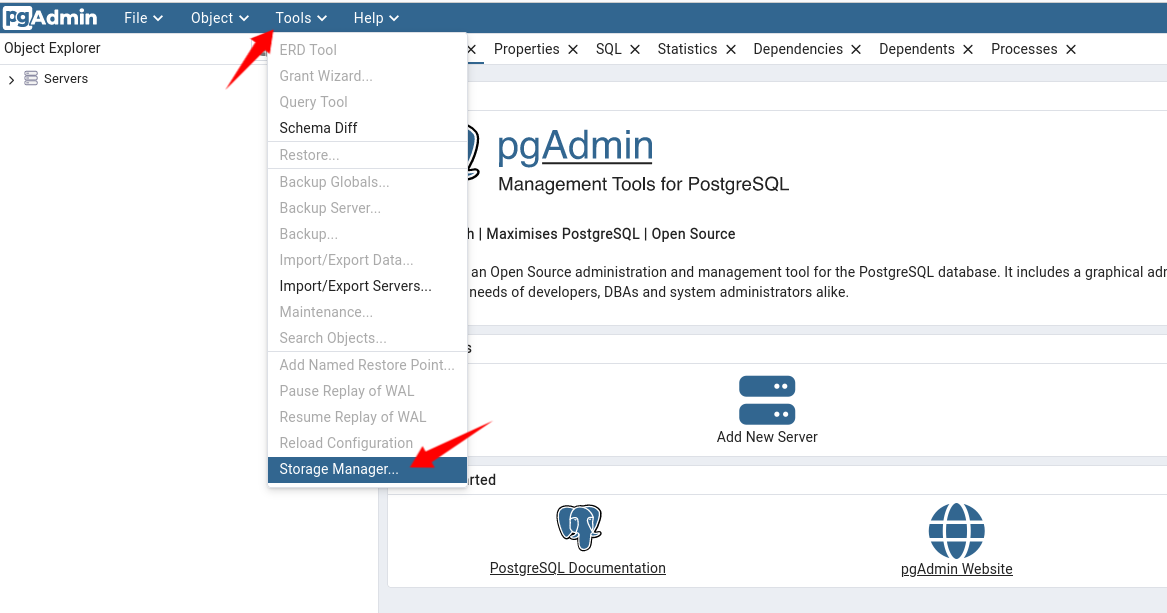 pgAdmin File Object Tools Help
Object Explorer
Properties SQL Statistics Dependencies Dependents Processes
Servers
ERD Tool
Grant Wizard...
Query Tool
Schema Diff
Restore...
Backup Globals...
Backup Server...
Backup...
Import/Export Data...
Import/Export Servers...
Maintenance...
Search Objects...
Add Named Restore Point...
Pause Replay of WAL
Resume Replay of WAL
Reload Configuration
Storage Manager...
pgAdmin
Management Tools for PostgreSQL
| Maximises PostgreSQL | Open Source
an Open Source administration and management tool for the PostgreSQL database. It includes a graphical
needs of developers, DBAs and system administrators alike.
Add New Server
PostgreSQL Documentation
pgAdmin Website